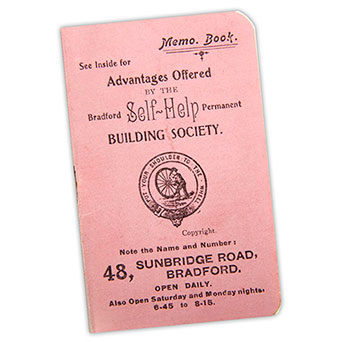 Memo. Book.
See Inside for
Advantages Offered
BY THE
Bradford Self-Help Permanent
BUILDING SOCIETY.
PUT YOUR SHOULDER TO THE WHEEL
Copyright.
Note the Name and Number:
48, SUNBRIDGE ROAD,
BRADFORD.
OPEN DAILY.
Also Open Saturday and Monday nights.
6-45 to 8-15.